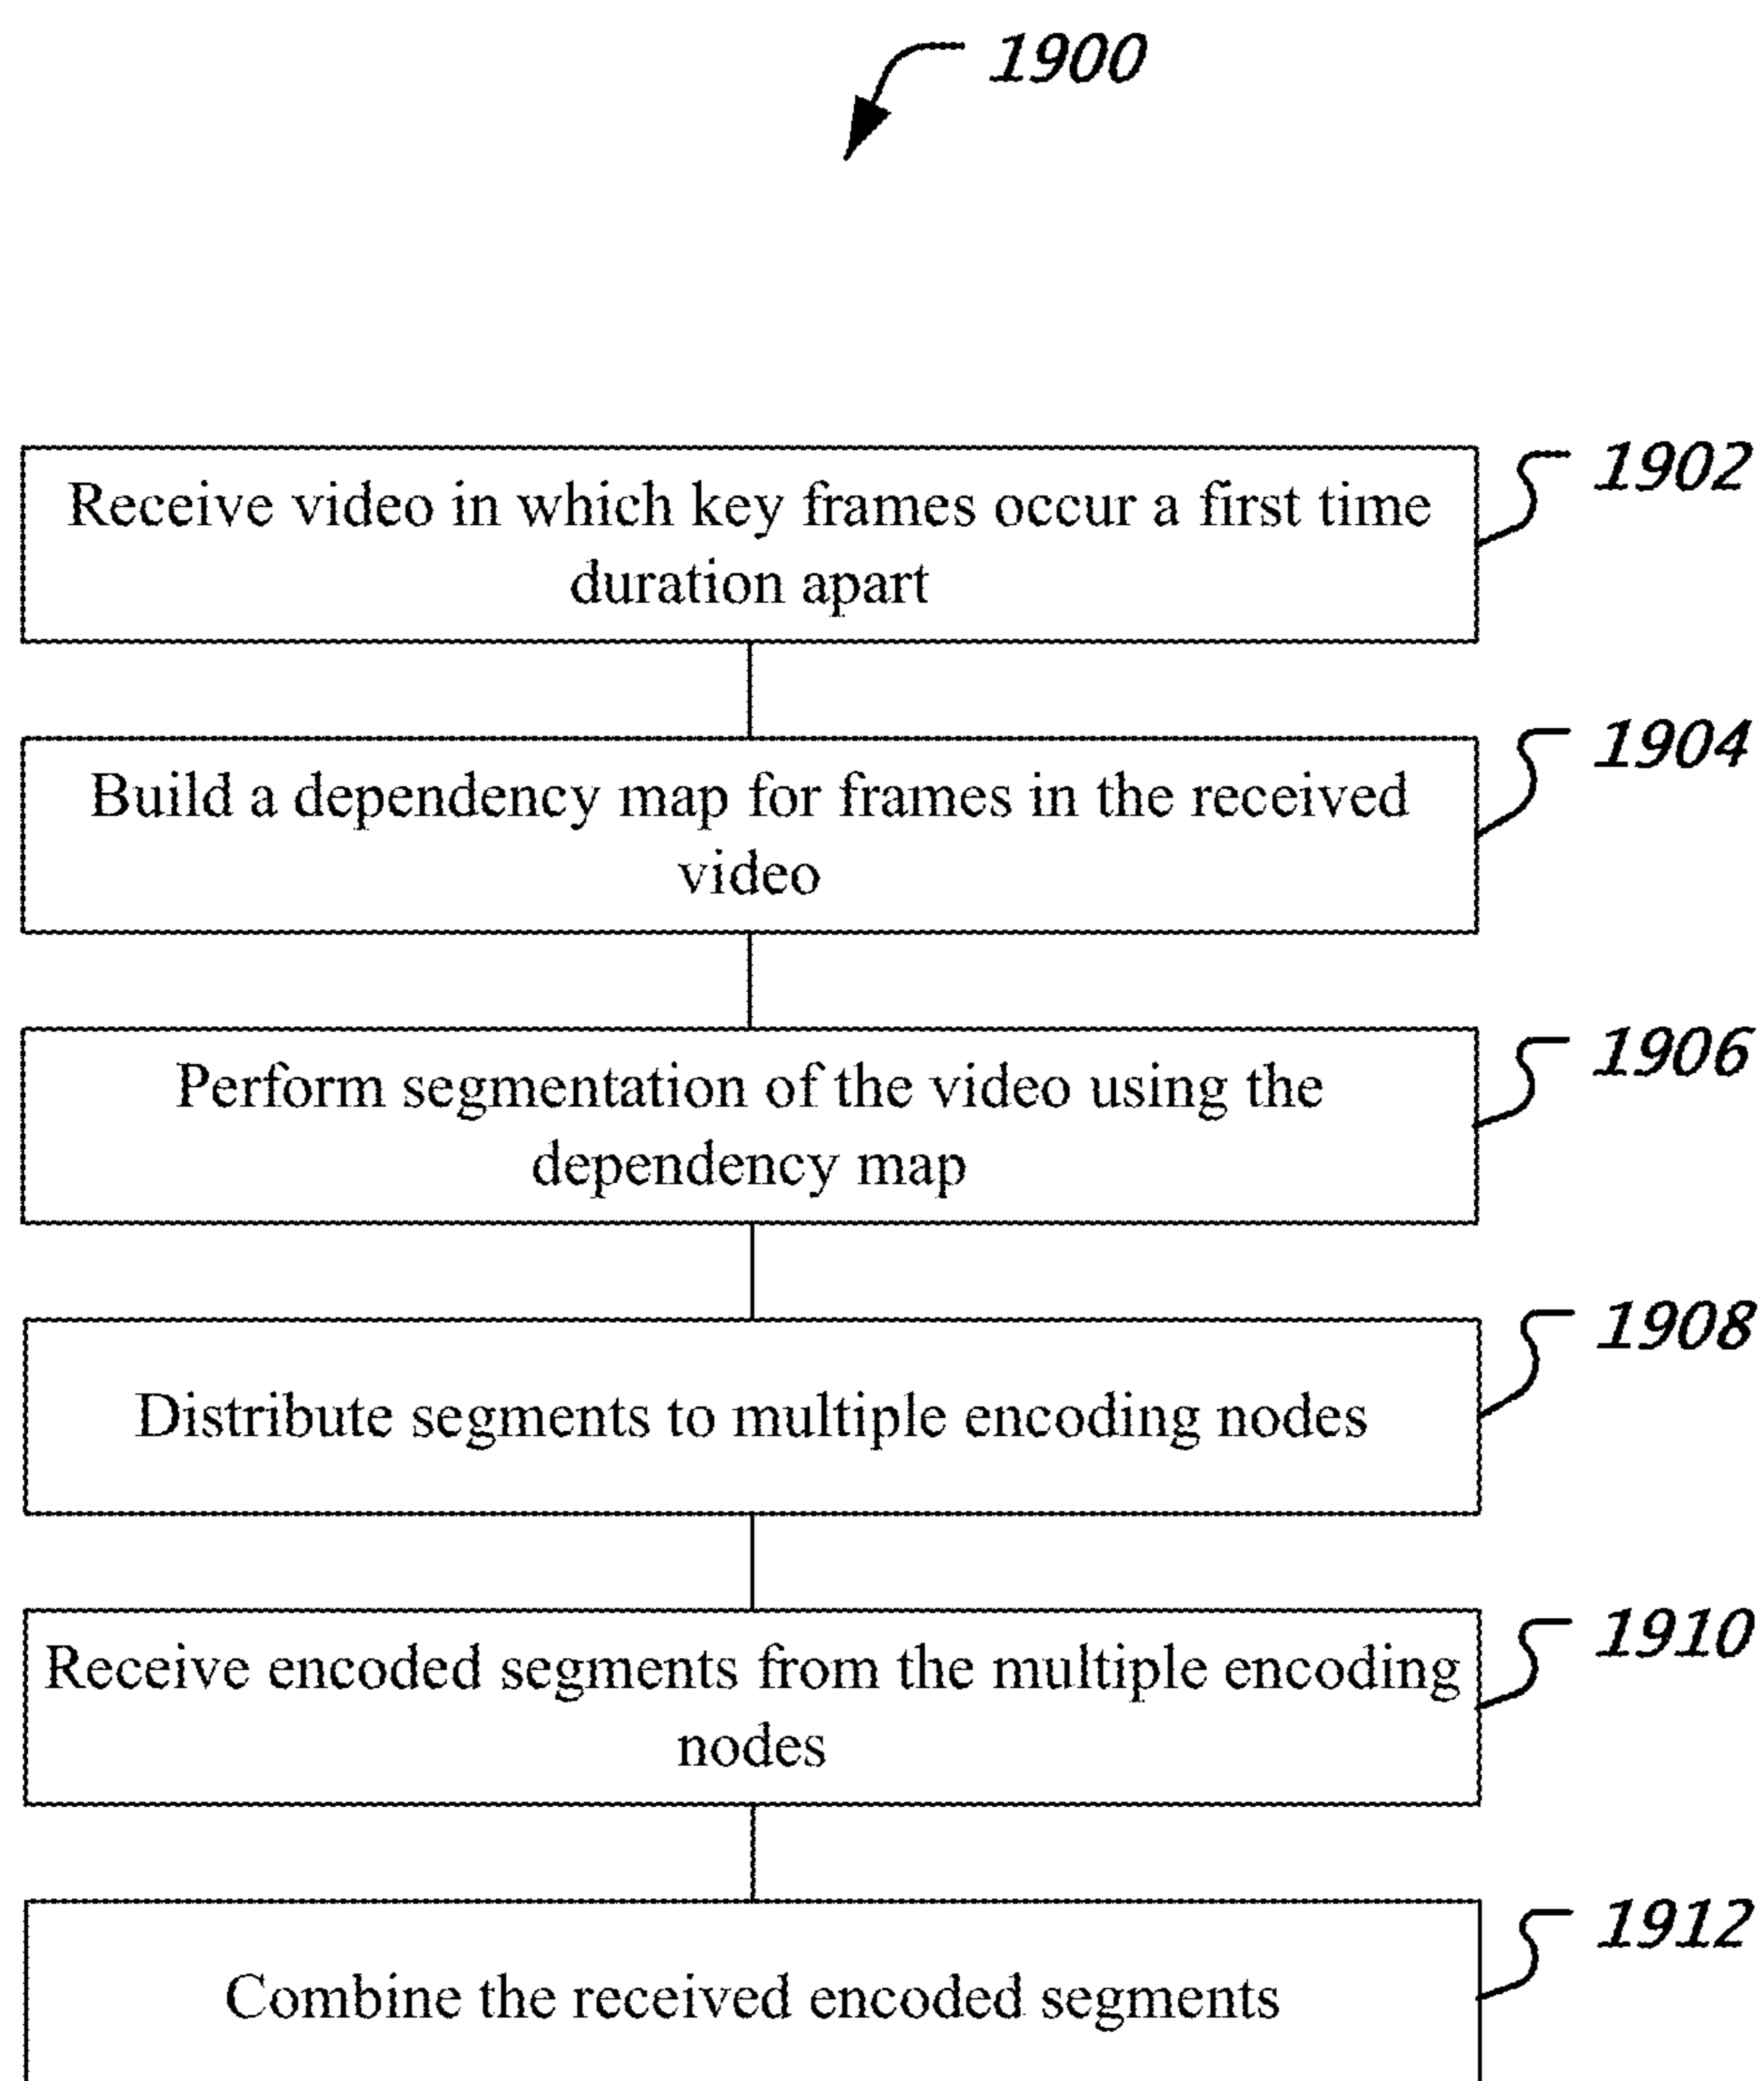 1900
Receive video in which key frames occur a first time
duration apart
1902
Build a dependency map for frames in the received
video
1904
Perform segmentation of the video using the
dependency map
1906
Distribute segments to multiple encoding nodes
1908
Receive encoded segments from the multiple encoding
nodes
1910
Combine the received encoded segments
1912